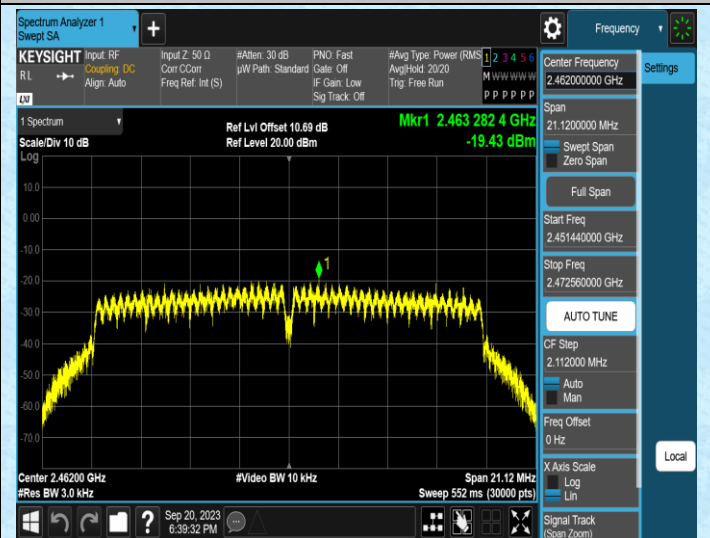 Spectrum Analyzer 1
Swept SA
Frequency
KEYSIGHT
RL
LXI
Input: RF
Coupling: DC
Align: Auto
Input Z: 50 Ω
Corr CCorr
Freq Ref: Int (S)
#Atten: 30 dB
µW Path: Standard
PNO: Fast
Gate: Off
IF Gain: Low
Sig Track: Off
#Avg Type: Power (RMS
Avg|Hold: 20/20
Trig: Free Run
1 2 3 4 5 6
M W W W W W
P P P P P P
1 Spectrum
Scale/Div 10 dB
Log
Ref Lvl Offset 10.69 dB
Ref Level 20.00 dBm
Mkr1 2.463 282 4 GHz
-19.43 dBm
10.0
0.00
-10.0
-20.0
-30.0
-40.0
-50.0
-60.0
-70.0
1
Center 2.46200 GHz
#Res BW 3.0 kHz
#Video BW 10 kHz
Span 21.12 MHz
Sweep 552 ms (30000 pts)
Sep 20, 2023
6:39:32 PM
?
Center Frequency
2.462000000 GHz
Span
21.1200000 MHz
Swept Span
Zero Span
Full Span
Start Freq
2.451440000 GHz
Stop Freq
2.472560000 GHz
AUTO TUNE
CF Step
2.112000 MHz
Auto
Man
Freq Offset
0 Hz
X Axis Scale
Log
Lin
Signal Track
(Span Zoom)
Settings
Local